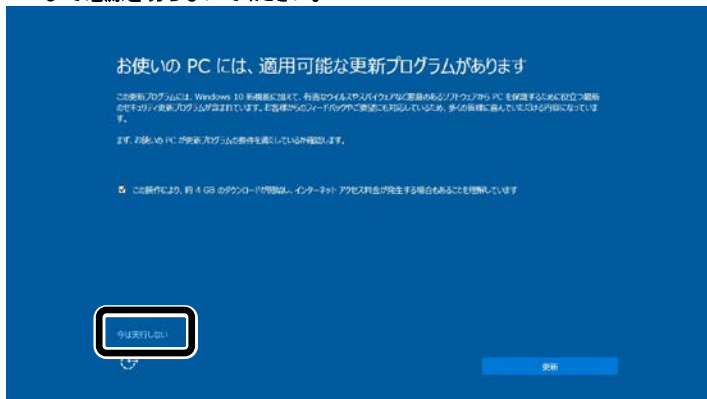 お使いの PC には、適用可能な更新プログラムがあります
この更新プログラムには、Windows 10 新機能に加えて、有害なウイルスやスパイウェアなど悪意のあるソフトウェアから PC を保護するために役立つ最新
のセキュリティ更新プログラムが含まれています。お客様からのフィードバックやご要望にも対応しているため、多くの皆様に喜んでいただける内容になっていま
す。
まず、お使いの PC が更新プログラムの要件を満たしているか確認します。
この操作により、約 4 GB のダウンロードが開始し、インターネット アクセス料金が発生する場合もあることを理解しています
今は実行しない
更新